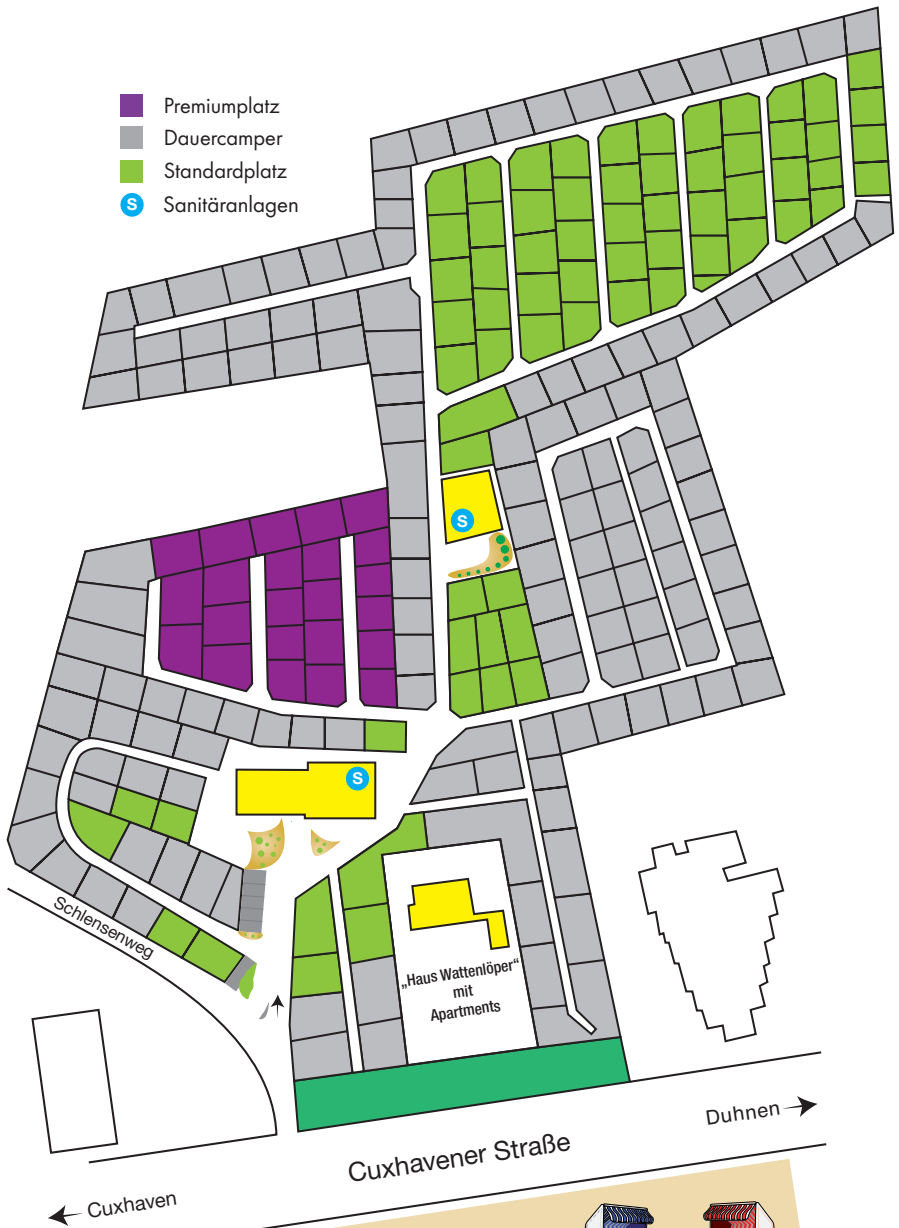 Premiumplatz
Dauercamper
Standardplatz
S Sanitäranlagen
S
S
Schlensenweg
„Haus Wattenlöper“
mit
Apartments
Duhnen
Cuxhavener Straße
Cuxhaven